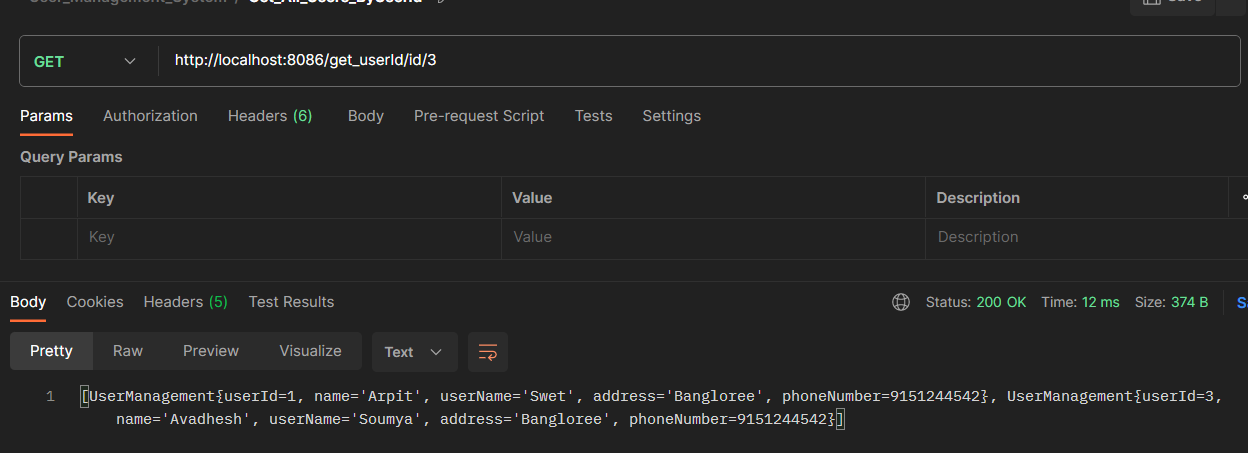 User_Management_System / Get_All_Users_ByUserId
Save
GET http://localhost:8086/get_userId/id/3
Params Authorization Headers (6) Body Pre-request Script Tests Settings
Query Params
Key Value Description
Key Value Description
Body Cookies Headers (5) Test Results Status: 200 OK Time: 12 ms Size: 374 B S
Pretty Raw Preview Visualize Text
1 [UserManagement{userId=1, name='Arpit', userName='Swet', address='Bangloree', phoneNumber=9151244542}, UserManagement{userId=3,
name='Avadhesh', userName='Soumya', address='Bangloree', phoneNumber=9151244542}]